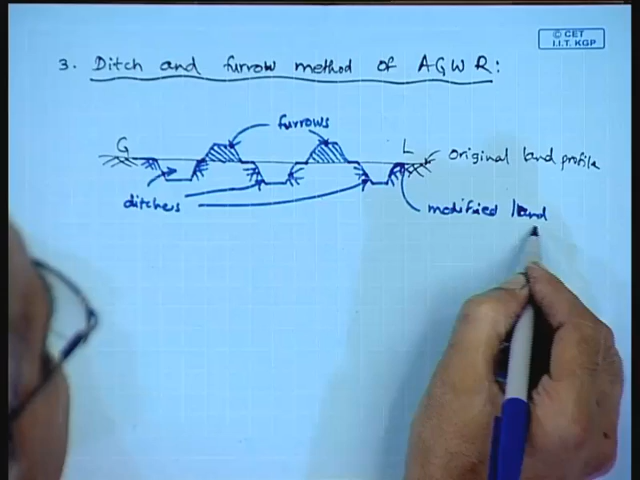 © CET
I.I.T. KGP
3. Ditch and furrow method of AGWR:
furrows
G
L
original land profile
ditches
modified land